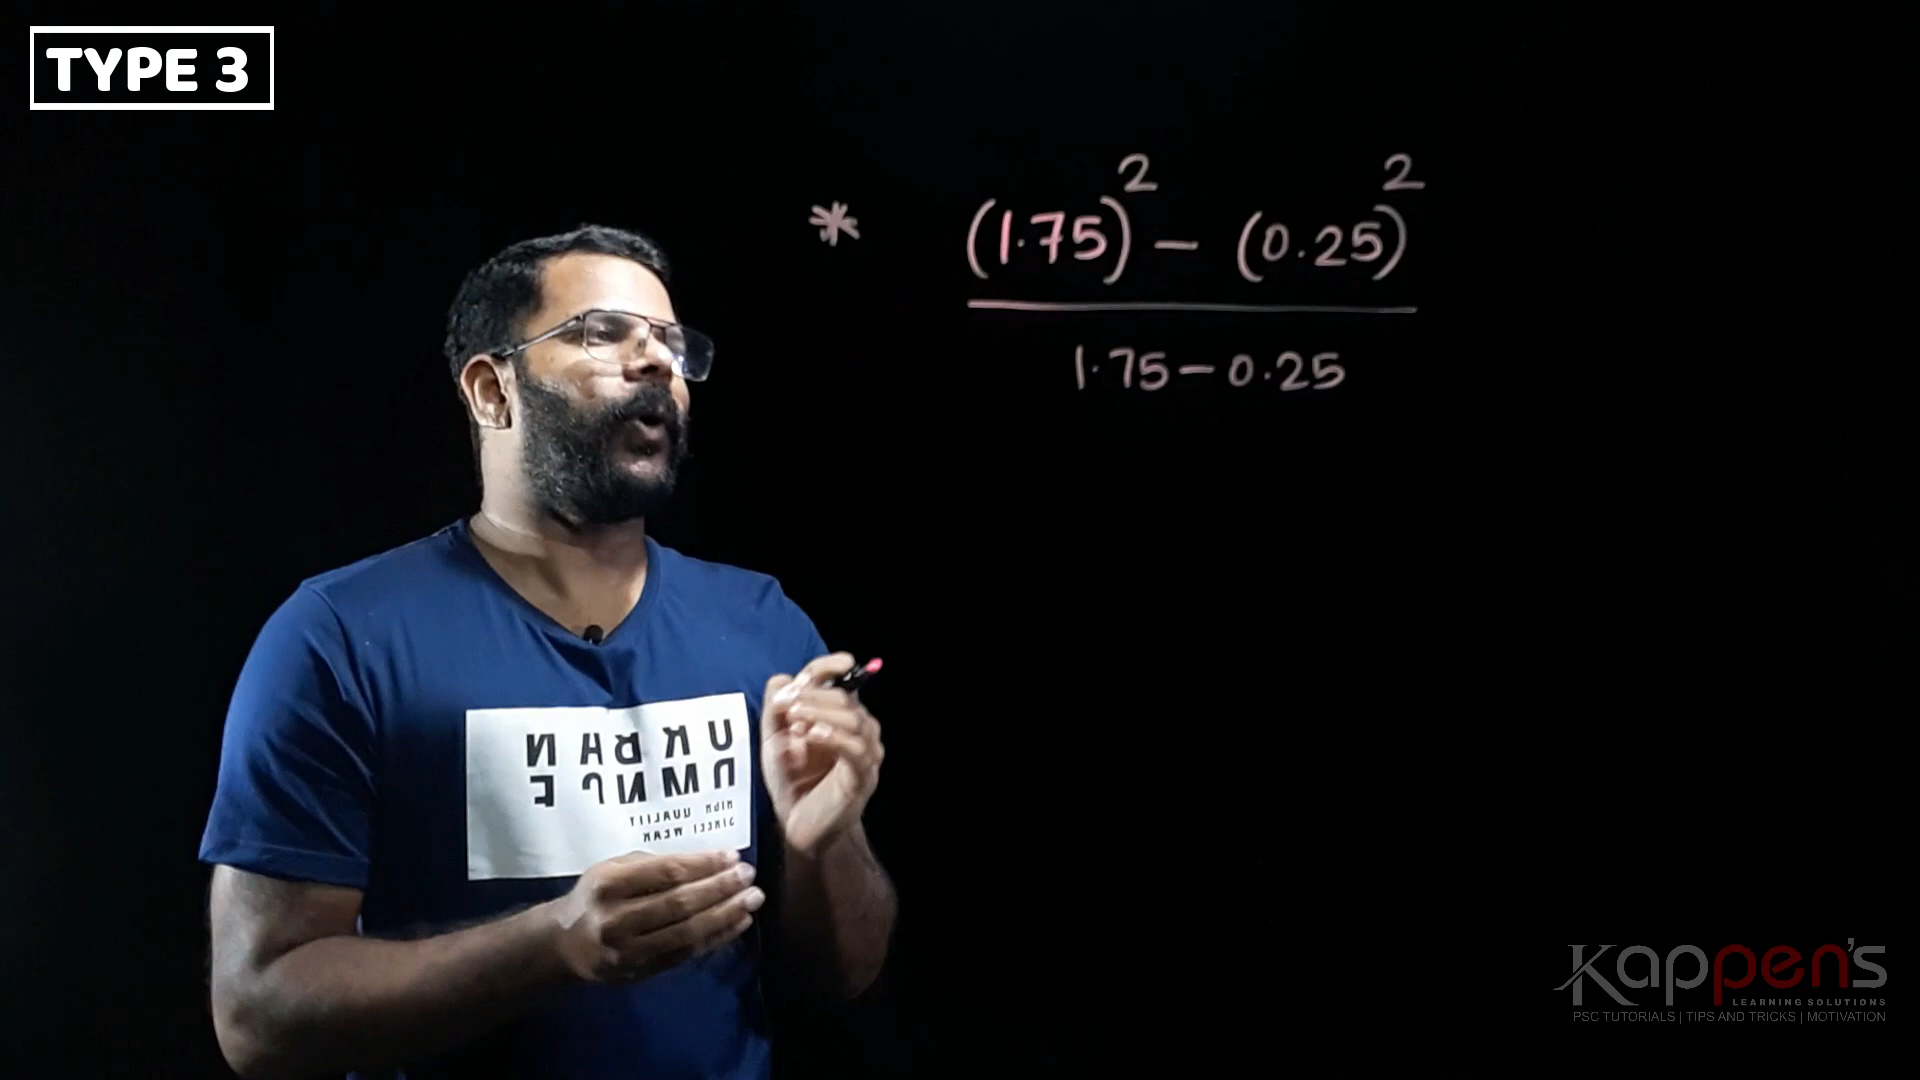 TYPE 3
* (1.75)² - (0.25)²
1.75 - 0.25
URBAN
Kappen's
LEARNING SOLUTIONS
PSC TUTORIALS | TIPS AND TRICKS | MOTIVATION